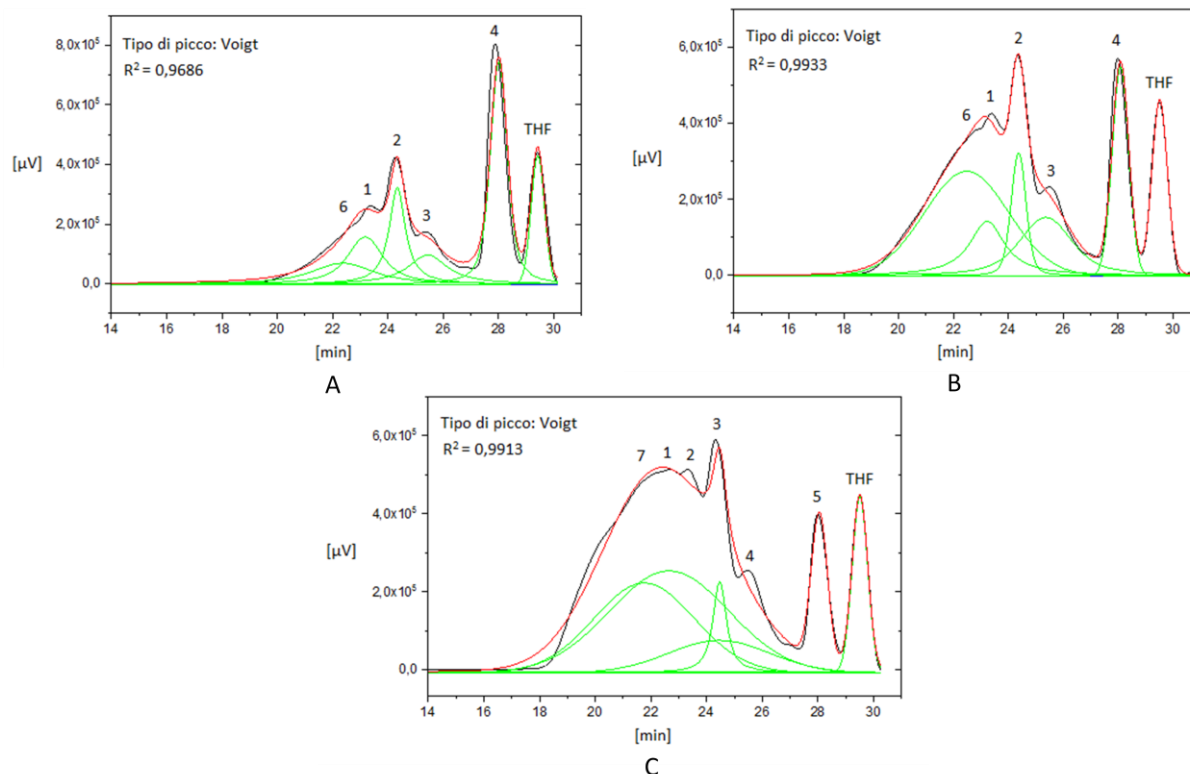 Tipo di picco: Voigt
R² = 0,9686
4
2
1
6
3
THF
8,0x10⁵
6,0x10⁵
4,0x10⁵
2,0x10⁵
0,0
[µV]
14 16 18 20 22 24 26 28 30
[min]
A
Tipo di picco: Voigt
R² = 0,9933
2
4
6
1
THF
3
6,0x10⁵
4,0x10⁵
2,0x10⁵
0,0
[µV]
14 16 18 20 22 24 26 28 30
[min]
B
Tipo di picco: Voigt
R² = 0,9913
3
7 1 2
5
THF
4
6,0x10⁵
4,0x10⁵
2,0x10⁵
0,0
[µV]
14 16 18 20 22 24 26 28 30
[min]
C